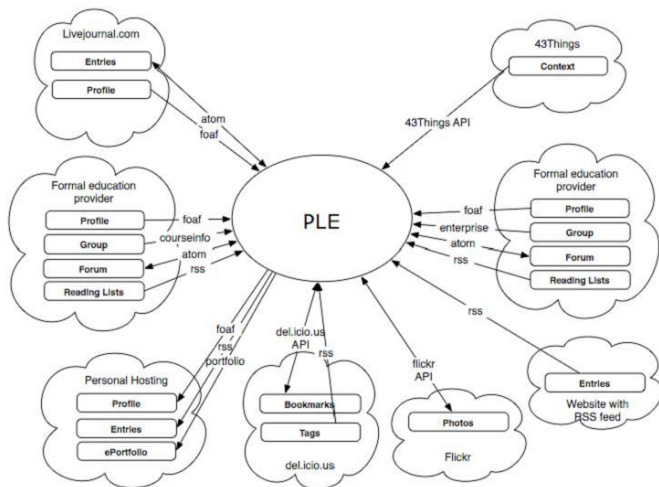 Livejournal.com
Entries
Profile
atom
foaf
43Things
Context
43Things API
PLE
Formal education
provider
Profile
Group
Forum
Reading Lists
foaf
courseinfo
atom
rss
Formal education
provider
Profile
Group
Forum
Reading Lists
foaf
enterprise
atom
rss
foaf
rss
portfolio
Personal Hosting
Profile
Entries
ePortfolio
del.icio.us
API
rss
Bookmarks
Tags
del.icio.us
flickr
API
Photos
Flickr
rss
Entries
Website with
RSS feed